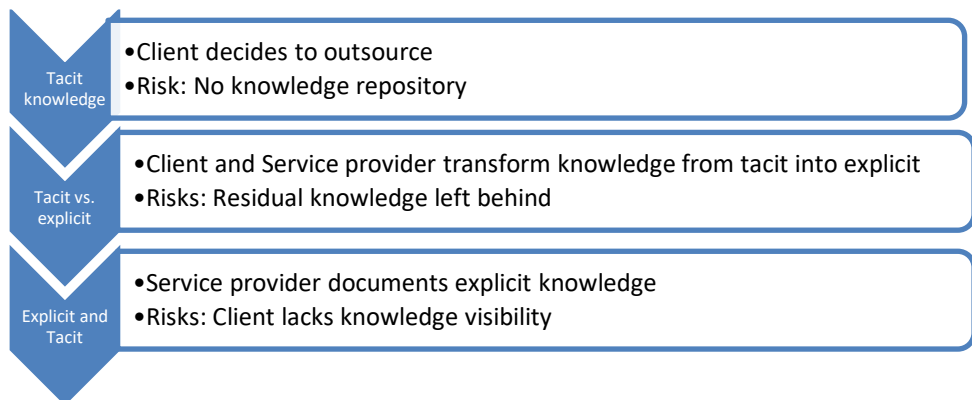 Tacit
knowledge
•Client decides to outsource
•Risk: No knowledge repository
Tacit vs.
explicit
•Client and Service provider transform knowledge from tacit into explicit
•Risks: Residual knowledge left behind
Explicit and
Tacit
•Service provider documents explicit knowledge
•Risks: Client lacks knowledge visibility